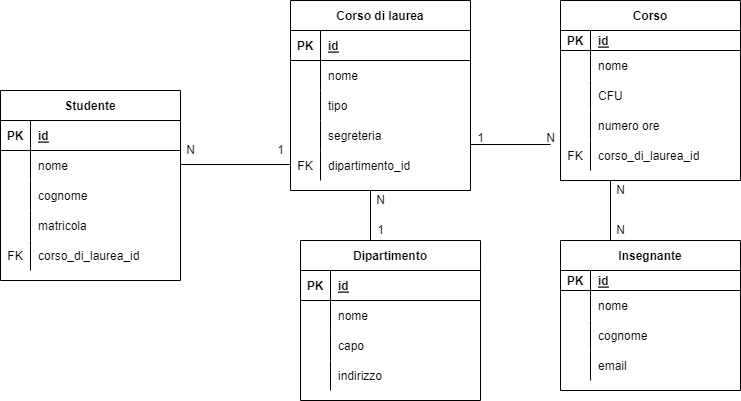 Studente
PK id
nome
cognome
matricola
FK corso_di_laurea_id
N 1
Corso di laurea
PK id
nome
tipo
segreteria
FK dipartimento_id
1 N
Corso
PK id
nome
CFU
numero ore
FK corso_di_laurea_id
N
1
Dipartimento
PK id
nome
capo
indirizzo
N
N
Insegnante
PK id
nome
cognome
email